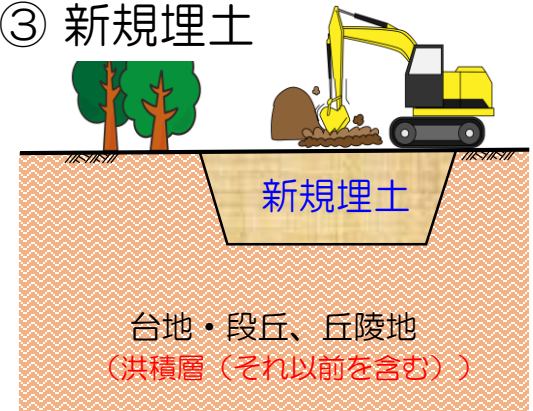 ③ 新規埋土
新規埋土
台地・段丘、丘陵地
（洪積層（それ以前を含む））